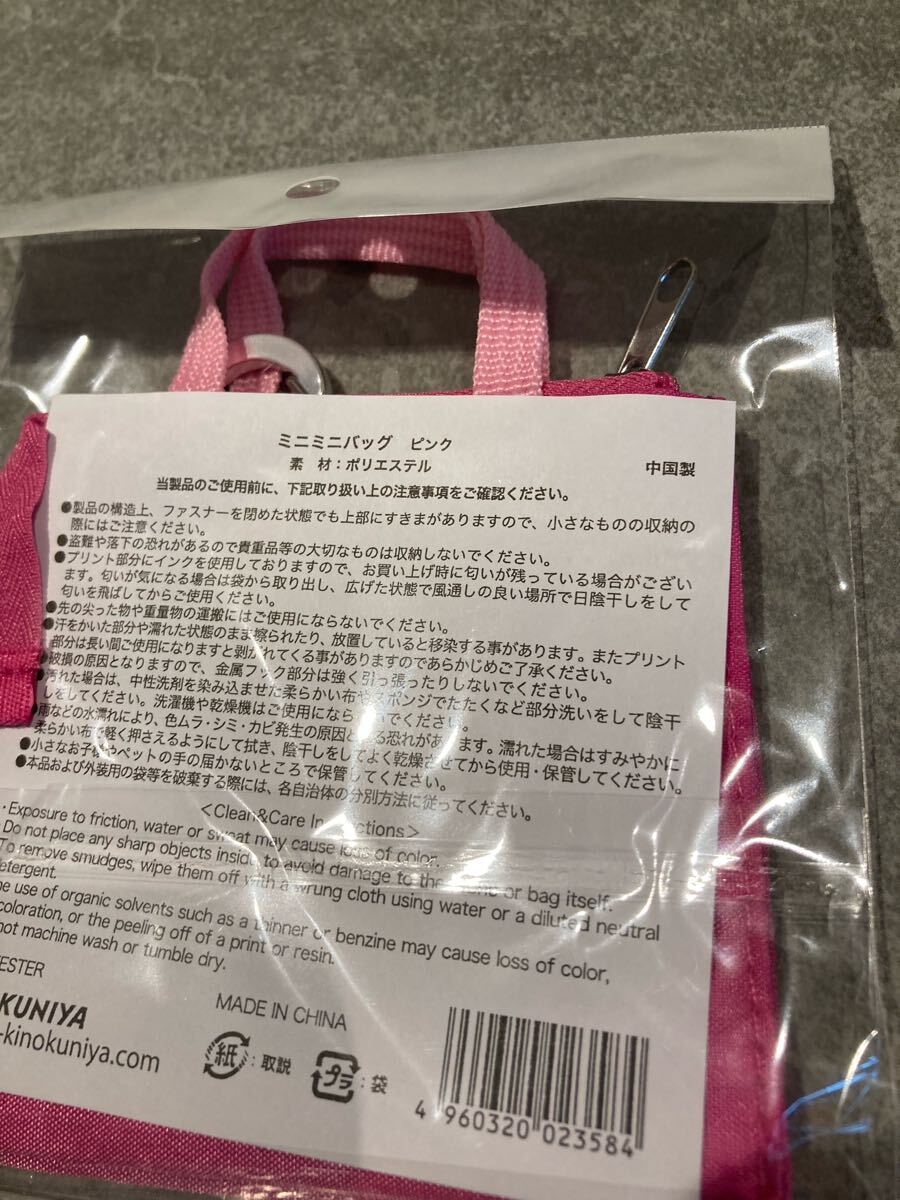 ミニミニバッグ ピンク
素 材：ポリエステル
中国製
当製品のご使用前に、下記取り扱い上の注意事項をご確認ください。
●製品の構造上、ファスナーを閉めた状態でも上部にすきまがありますので、小さなものの収納の
際にはご注意ください。
●盗難や落下の恐れがあるので貴重品等の大切なものは収納しないでください。
●プリント部分にインクを使用しておりますので、お買い上げ時に匂いが残っている場合がござい
ます。匂いが気になる場合は袋から取り出し、広げた状態で風通しの良い場所で日陰干しをして
匂いを飛ばしてからご使用ください。
●先の尖った物や重量物の運搬にはご使用にならないでください。
●汗をかいた部分や濡れた状態のまま擦られたり、放置していると移染する事があります。またプリント
部分は長い間ご使用になりますと剥がれてくる事がありますのであらかじめご了承ください。
●破損の原因となりますので、金属フック部分は強く引っ張ったりしないでください。
●汚れた場合は、中性洗剤を染み込ませた柔らかい布やスポンジでたたくなど部分洗いをして陰干
しをしてください。洗濯機や乾燥機はご使用にならないでください。
●雨などの水濡れにより、色ムラ・シミ・カビ発生の原因となる恐れがあります。濡れた場合はすみやかに
柔らかい布で軽く押さえるようにして拭き、陰干しをしてよく乾燥させてから使用・保管してください。
●小さなお子様やペットの手の届かないところで保管してください。
●本品および外装用の袋等を破棄する際には、各自治体の分別方法に従ってください。
<Clean&Care In ctions>
・Exposure to friction, water or sweat may cause loss of color.
Do not place any sharp objects inside to avoid damage to the or bag itself.
To remove smudges, wipe them off with a wrung cloth using water or a diluted neutral
etergent.
he use of organic solvents such as a thinner or benzine may cause loss of color,
coloration, or the peeling off of a print or resin.
not machine wash or tumble dry.
ESTER
MADE IN CHINA
KUNIYA
-kinokuniya.com
紙：取説
プラ：袋
4 960320 023584